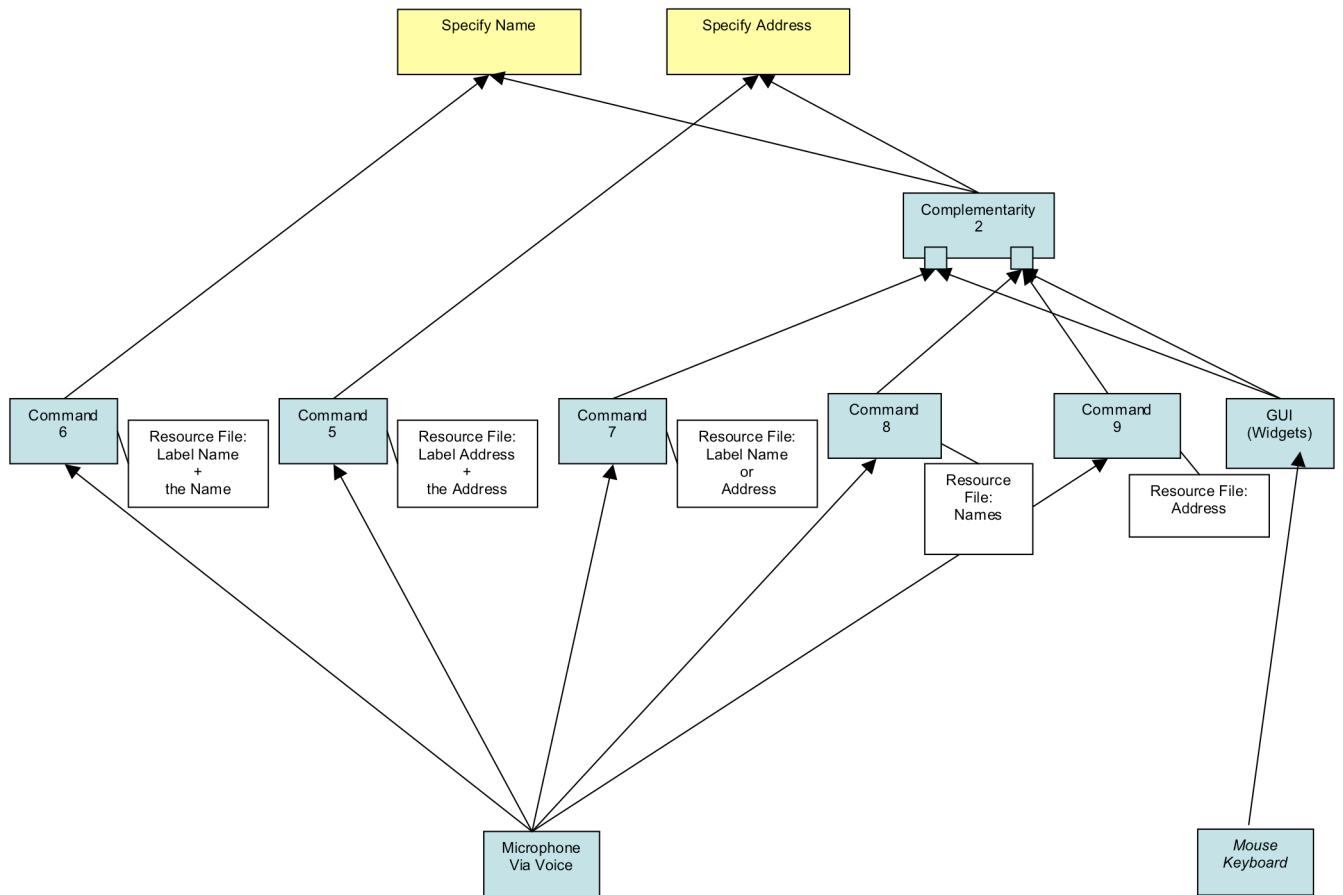 Specify Name
Specify Address
Complementarity
2
Command
6
Resource File:
Label Name
+
the Name
Command
5
Resource File:
Label Address
+
the Address
Command
7
Resource File:
Label Name
or
Address
Command
8
Resource
File:
Names
Command
9
Resource File:
Address
GUI
(Widgets)
Microphone
Via Voice
Mouse
Keyboard